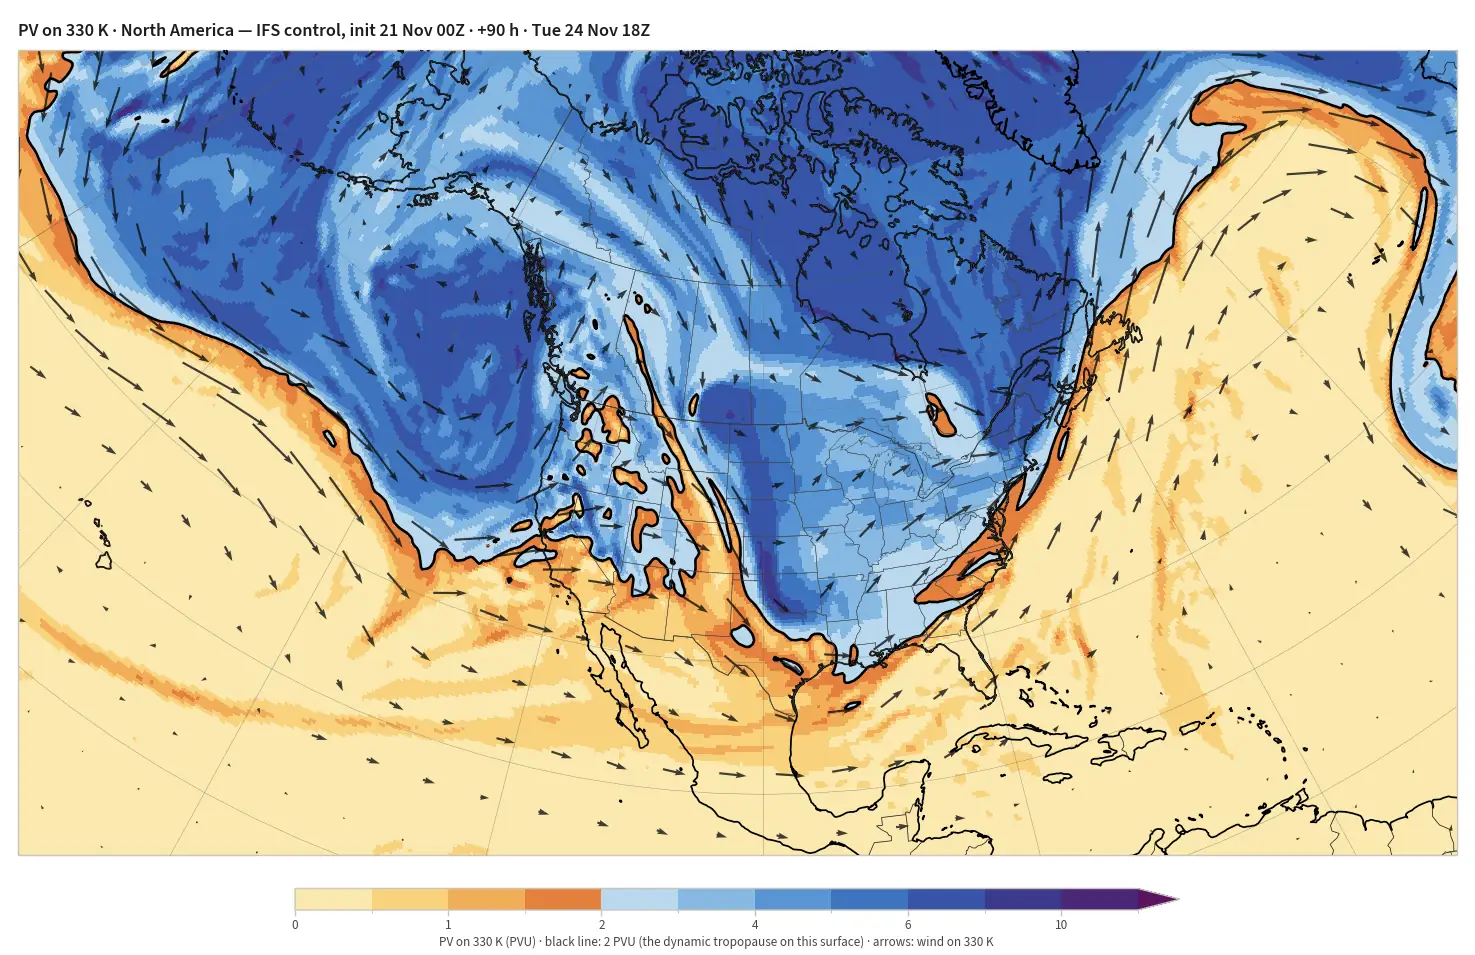 PV on 330 K · North America — IFS control, init 21 Nov 00Z · +90 h · Tue 24 Nov 18Z
0 1 2 4 6 10
PV on 330 K (PVU) · black line: 2 PVU (the dynamic tropopause on this surface) · arrows: wind on 330 K